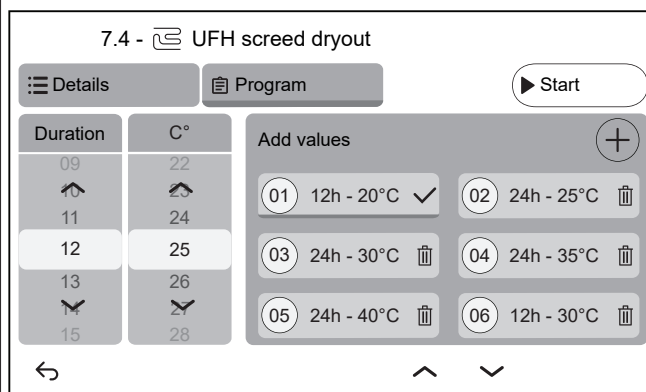 7.4 - UFH screed dryout
Details
Program
Start
Duration
C°
09
10
11
12
13
14
15
22
23
24
25
26
27
28
Add values
01 12h - 20°C
02 24h - 25°C
03 24h - 30°C
04 24h - 35°C
05 24h - 40°C
06 12h - 30°C